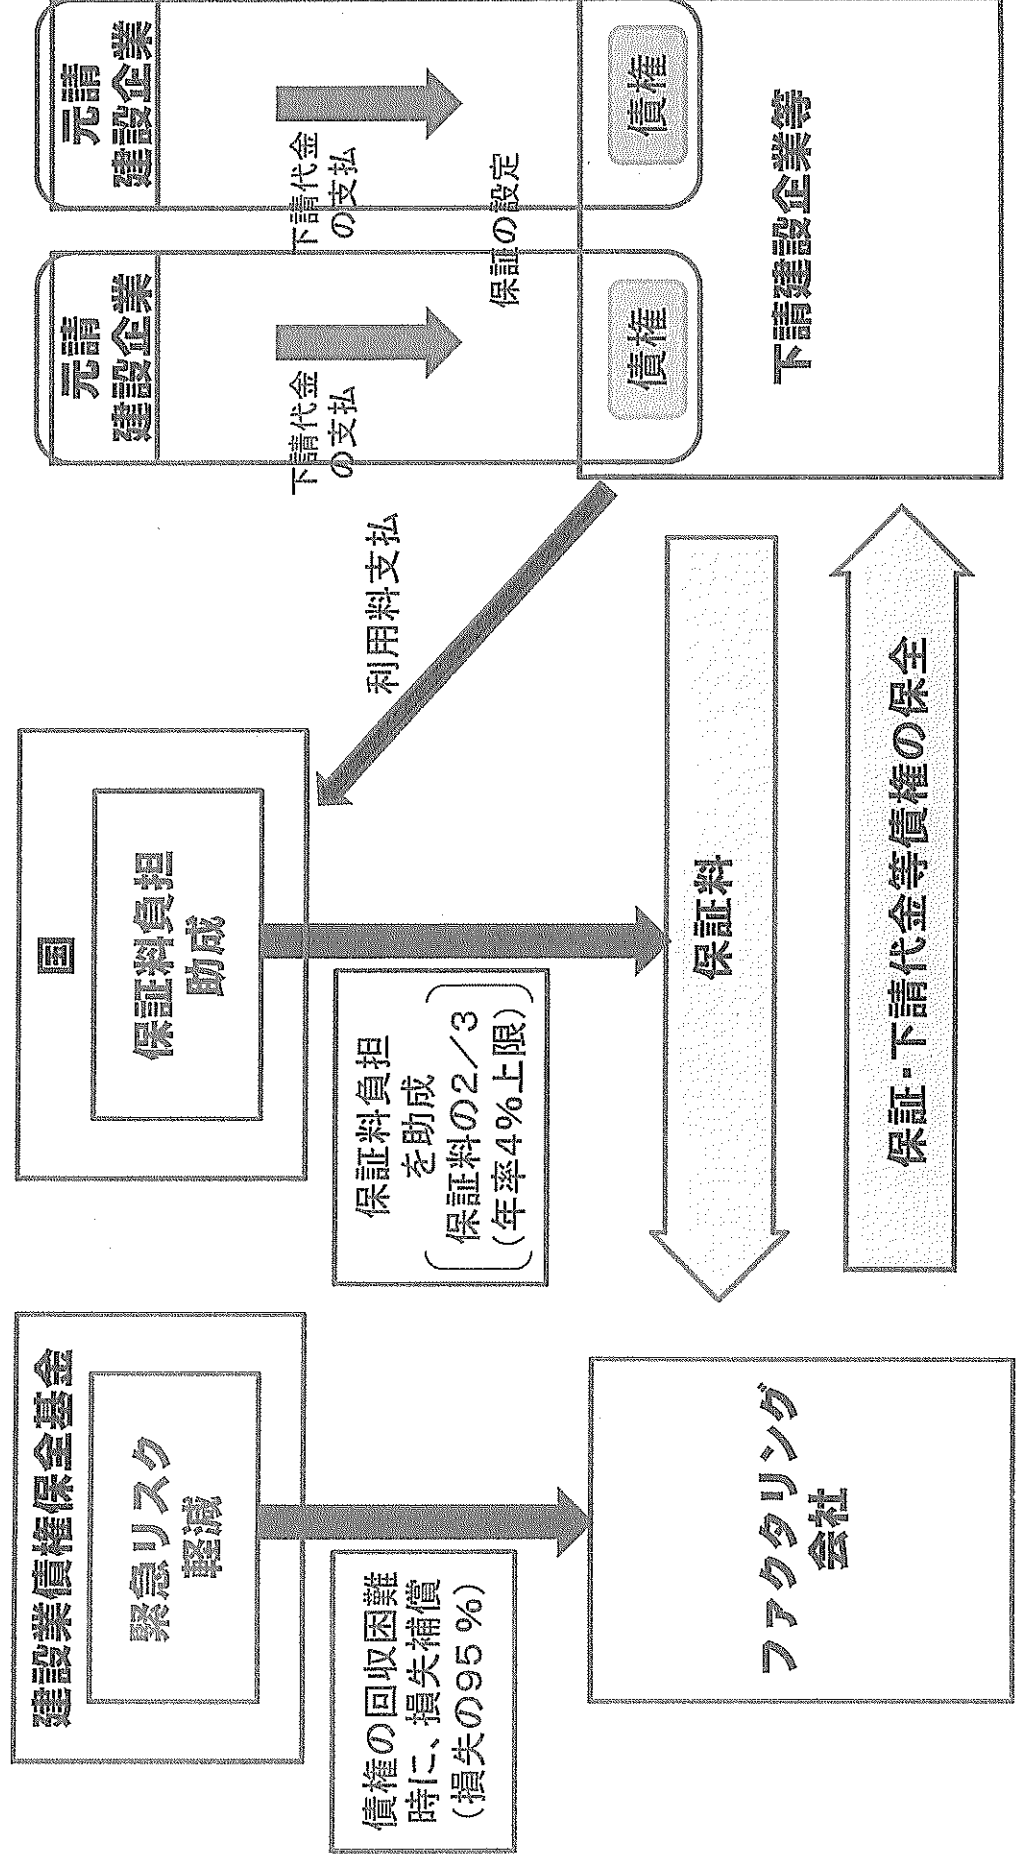 建設業債権保全基金
緊急リスク
軽減
債権の回収困難
時に、損失補償
(損失の95%)
ファクタリング
会社
国
保証料負担
助成
保証料負担
を助成
保証料の2/3
(年率4%上限)
保証料
保証・下請代金等債権の保全
利用料支払
元請
建設企業
下請代金
の支払
債権
元請
建設企業
下請代金
の支払
債権
保証の設定
下請建設企業等